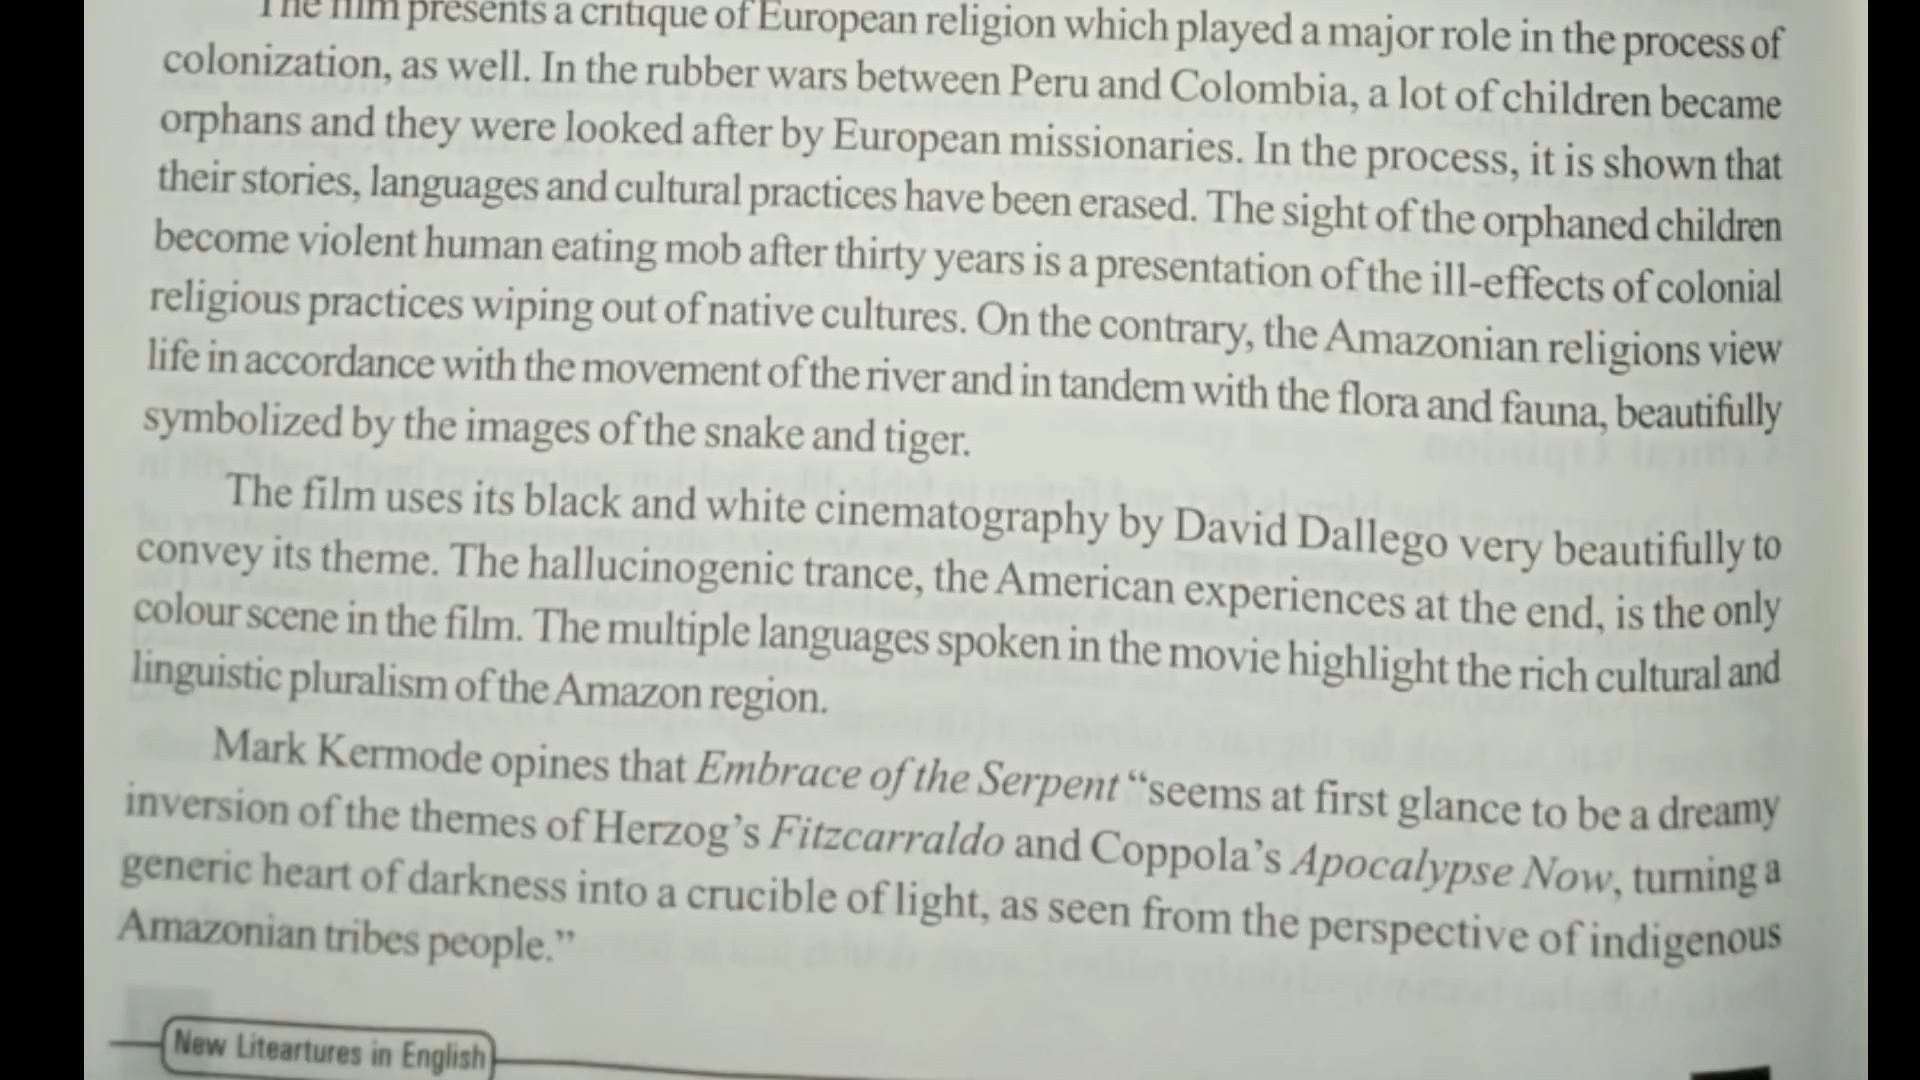 The film presents a critique of European religion which played a major role in the process of
colonization, as well. In the rubber wars between Peru and Colombia, a lot of children became
orphans and they were looked after by European missionaries. In the process, it is shown that
their stories, languages and cultural practices have been erased. The sight of the orphaned children
become violent human eating mob after thirty years is a presentation of the ill-effects of colonial
religious practices wiping out of native cultures. On the contrary, the Amazonian religions view
life in accordance with the movement of the river and in tandem with the flora and fauna, beautifully
symbolized by the images of the snake and tiger.
The film uses its black and white cinematography by David Dallego very beautifully to
convey its theme. The hallucinogenic trance, the American experiences at the end, is the only
colour scene in the film. The multiple languages spoken in the movie highlight the rich cultural and
linguistic pluralism of the Amazon region.
Mark Kermode opines that Embrace of the Serpent “seems at first glance to be a dreamy
inversion of the themes of Herzog’s Fitzcarraldo and Coppola’s Apocalypse Now, turning a
generic heart of darkness into a crucible of light, as seen from the perspective of indigenous
Amazonian tribes people.”
New Liteartures in English